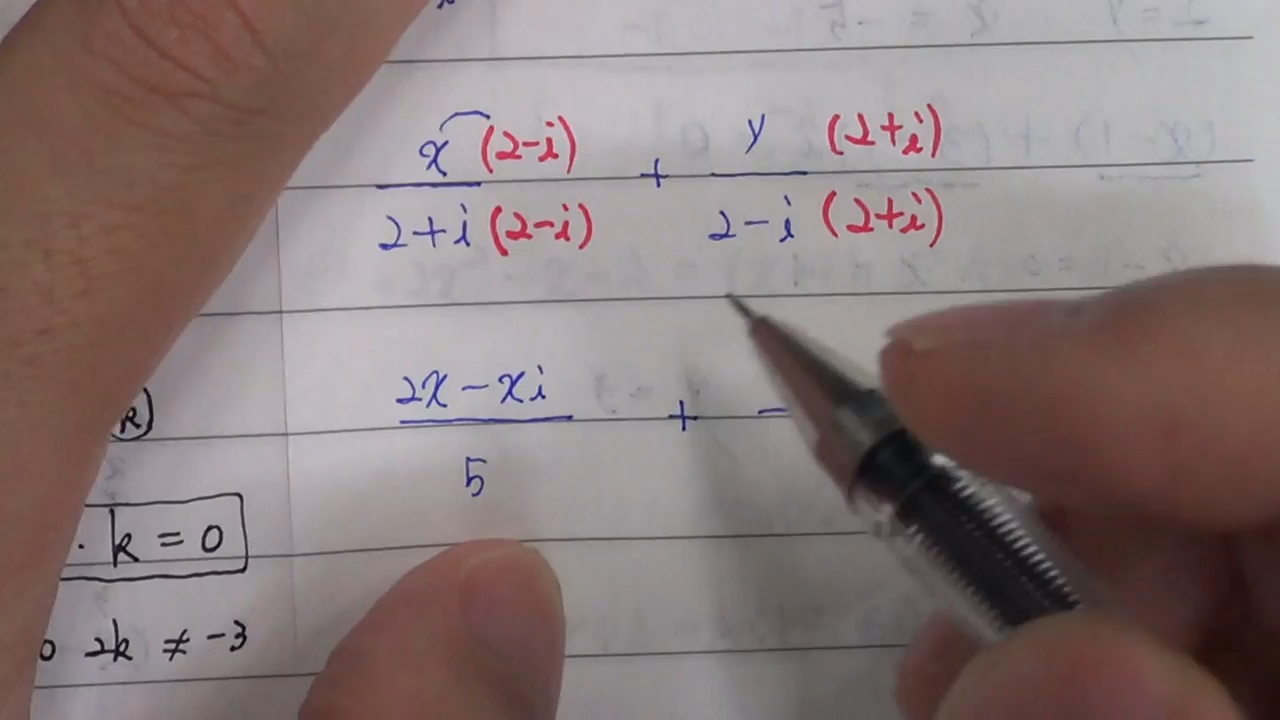 x(2-i) / 2+i(2-i) + y(2+i) / 2-i(2+i)
2x-xi / 5 + -
k)
. k = 0
2k ≠ -3